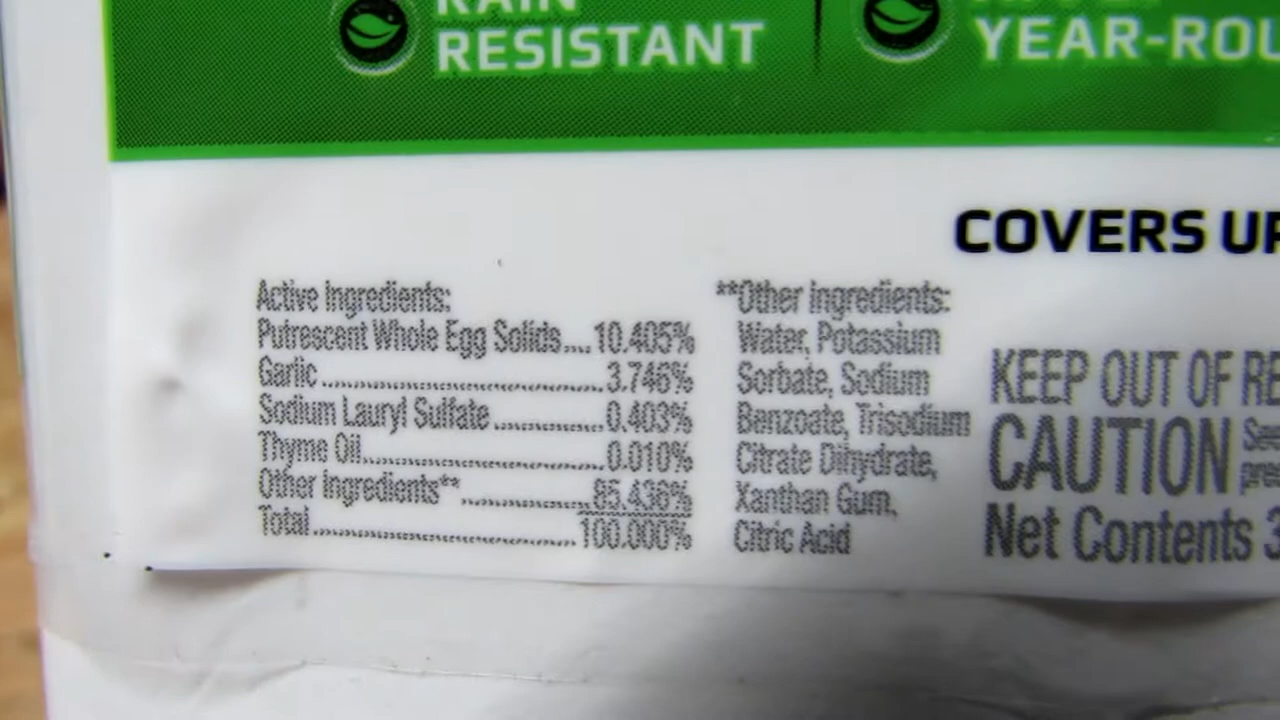 RAIN
RESISTANT
YEAR-ROU
COVERS UP
Active Ingredients:
Putrescent Whole Egg Solids.... 10.405%
Garlic ........................................ 3.746%
Sodium Lauryl Sulfate ................ 0.403%
Thyme Oil................................... 0.010%
Other Ingredients** .................... 85.436%
Total .......................................... 100.000%
**Other Ingredients:
Water, Potassium
Sorbate, Sodium
Benzoate, Trisodium
Citrate Dihydrate,
Xanthan Gum,
Citric Acid
KEEP OUT OF RE
CAUTION
Net Contents 3